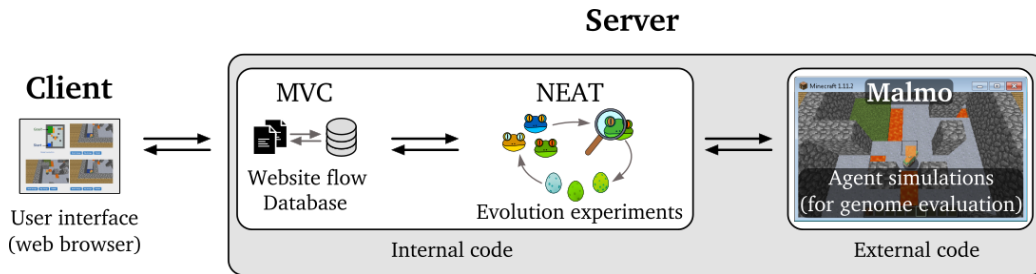 Server
Client
User interface
(web browser)
MVC
Website flow
Database
NEAT
Evolution experiments
Internal code
Minecraft 1.11.2
Malmo
Agent simulations
(for genome evaluation)
External code